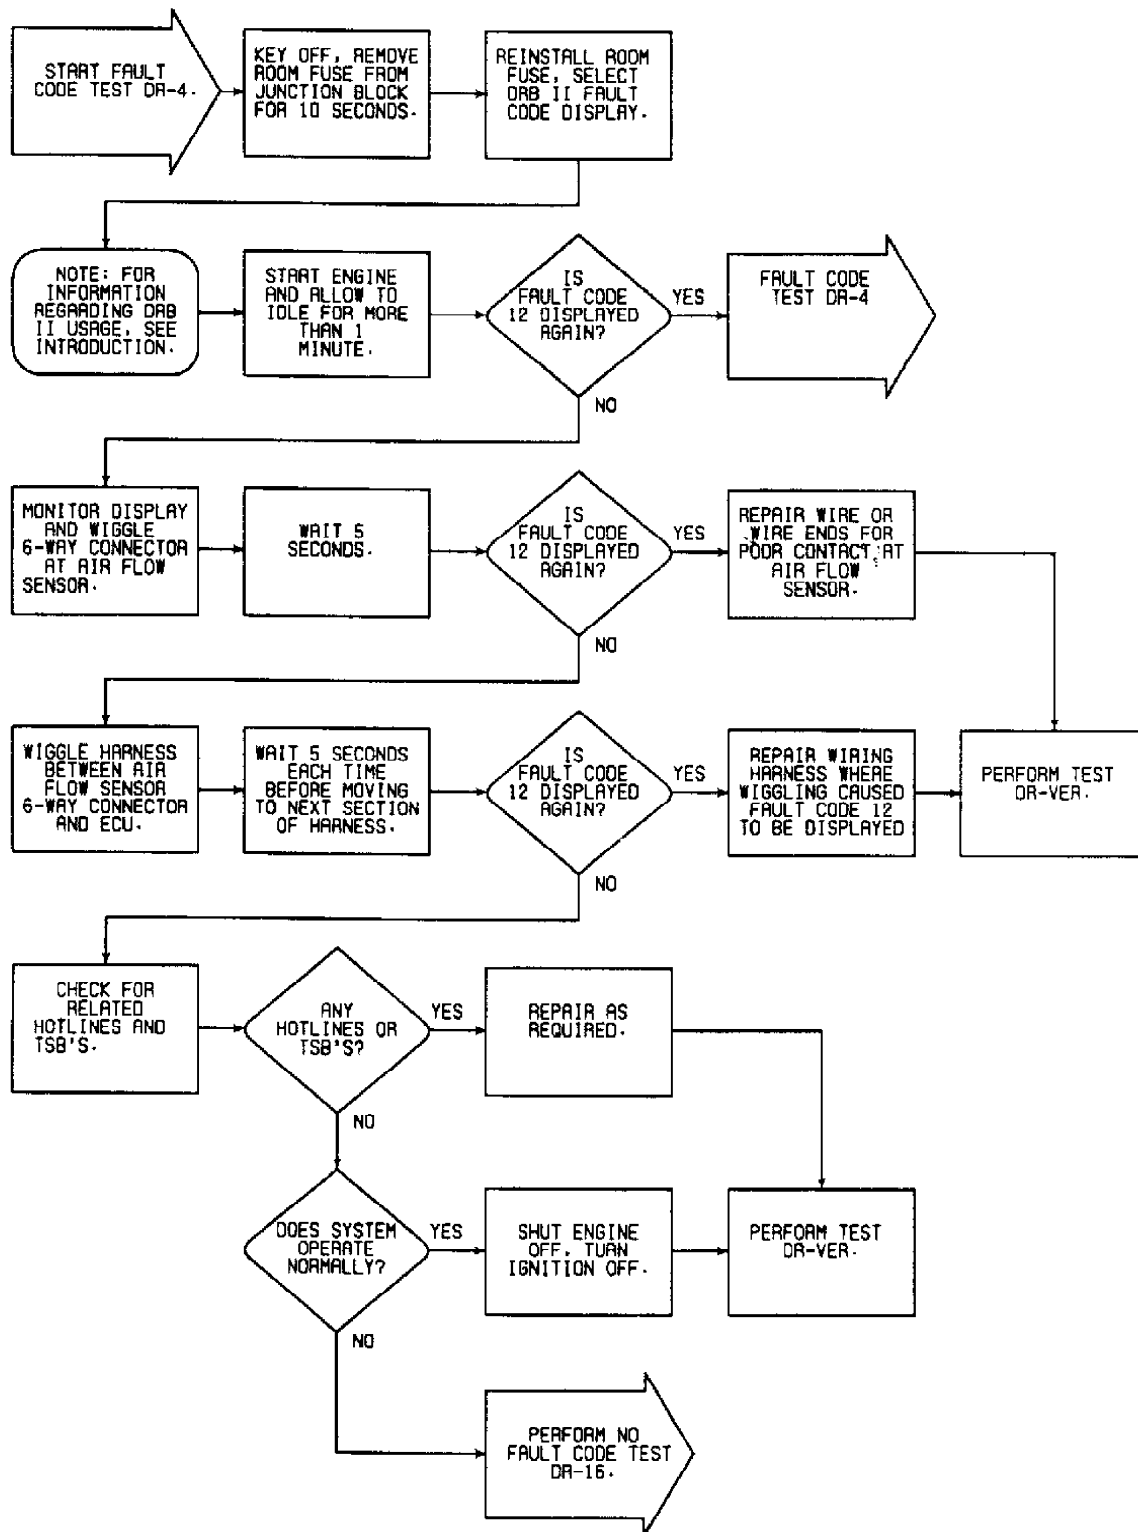 START FAULT
CODE TEST DR-4.
KEY OFF, REMOVE
ROOM FUSE FROM
JUNCTION BLOCK
FOR 10 SECONDS.
REINSTALL ROOM
FUSE, SELECT
DRB II FAULT
CODE DISPLAY.
NOTE: FOR
INFORMATION
REGARDING DRB
II USAGE, SEE
INTRODUCTION.
START ENGINE
AND ALLOW TO
IDLE FOR MORE
THAN 1
MINUTE.
IS
FAULT CODE
12 DISPLAYED
AGAIN?
YES
FAULT CODE
TEST DR-4
NO
MONITOR DISPLAY
AND WIGGLE
6-WAY CONNECTOR
AT AIR FLOW
SENSOR.
WAIT 5
SECONDS.
IS
FAULT CODE
12 DISPLAYED
AGAIN?
YES
REPAIR WIRE OR
WIRE ENDS FOR
POOR CONTACT AT
AIR FLOW
SENSOR.
NO
WIGGLE HARNESS
BETWEEN AIR
FLOW SENSOR
6-WAY CONNECTOR
AND ECU.
WAIT 5 SECONDS
EACH TIME
BEFORE MOVING
TO NEXT SECTION
OF HARNESS.
IS
FAULT CODE
12 DISPLAYED
AGAIN?
YES
REPAIR WIRING
HARNESS WHERE
WIGGLING CAUSED
FAULT CODE 12
TO BE DISPLAYED
PERFORM TEST
DR-VER.
NO
CHECK FOR
RELATED
HOTLINES AND
TSB'S.
ANY
HOTLINES OR
TSB'S?
YES
REPAIR AS
REQUIRED.
NO
DOES SYSTEM
OPERATE
NORMALLY?
YES
SHUT ENGINE
OFF, TURN
IGNITION OFF.
PERFORM TEST
DR-VER.
NO
PERFORM NO
FAULT CODE TEST
DR-16.